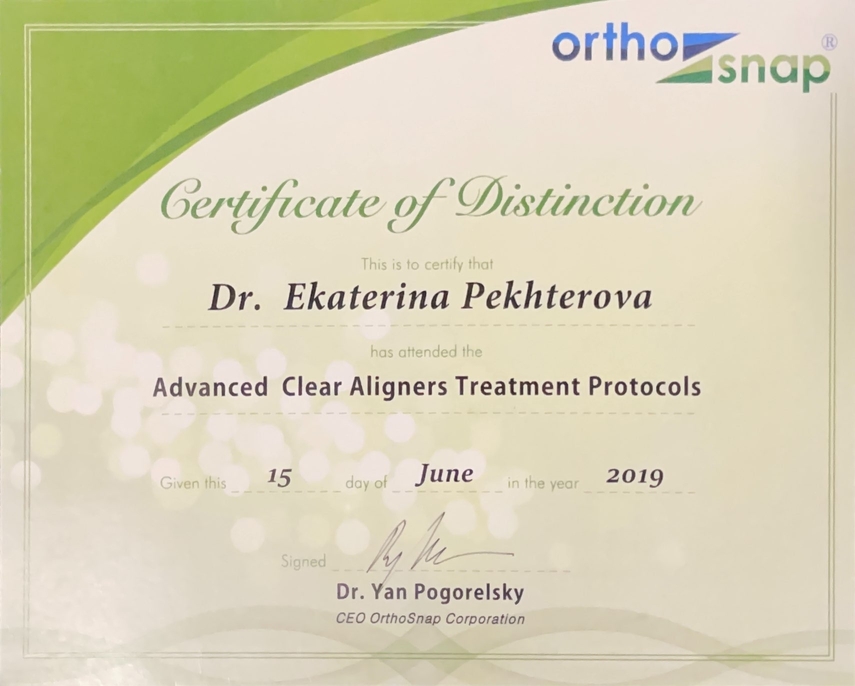 ortho
snap®
Certificate of Distinction
This is to certify that
Dr. Ekaterina Pekhterova
has attended the
Advanced Clear Aligners Treatment Protocols
Given this 15 day of June in the year 2019
Signed
Dr. Yan Pogorelsky
CEO OrthoSnap Corporation